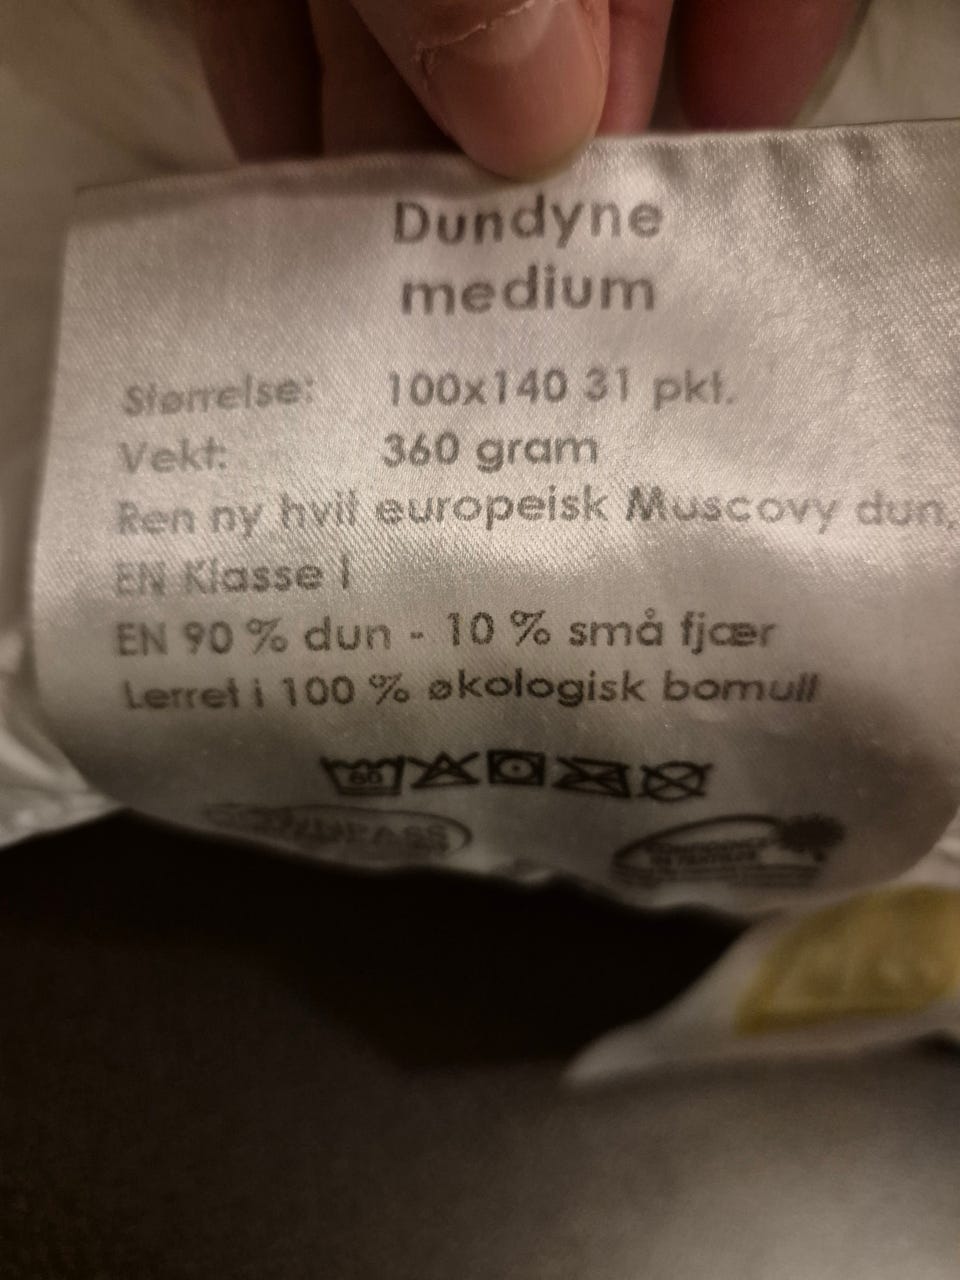 Dundyne
medium
Størrelse: 100x140 31 pkt.
Vekt: 360 gram
Ren ny hvit europeisk Muscovy dun,
EN Klasse I
EN 90 % dun - 10 % små fjær
Lerret i 100 % økologisk bomull
60